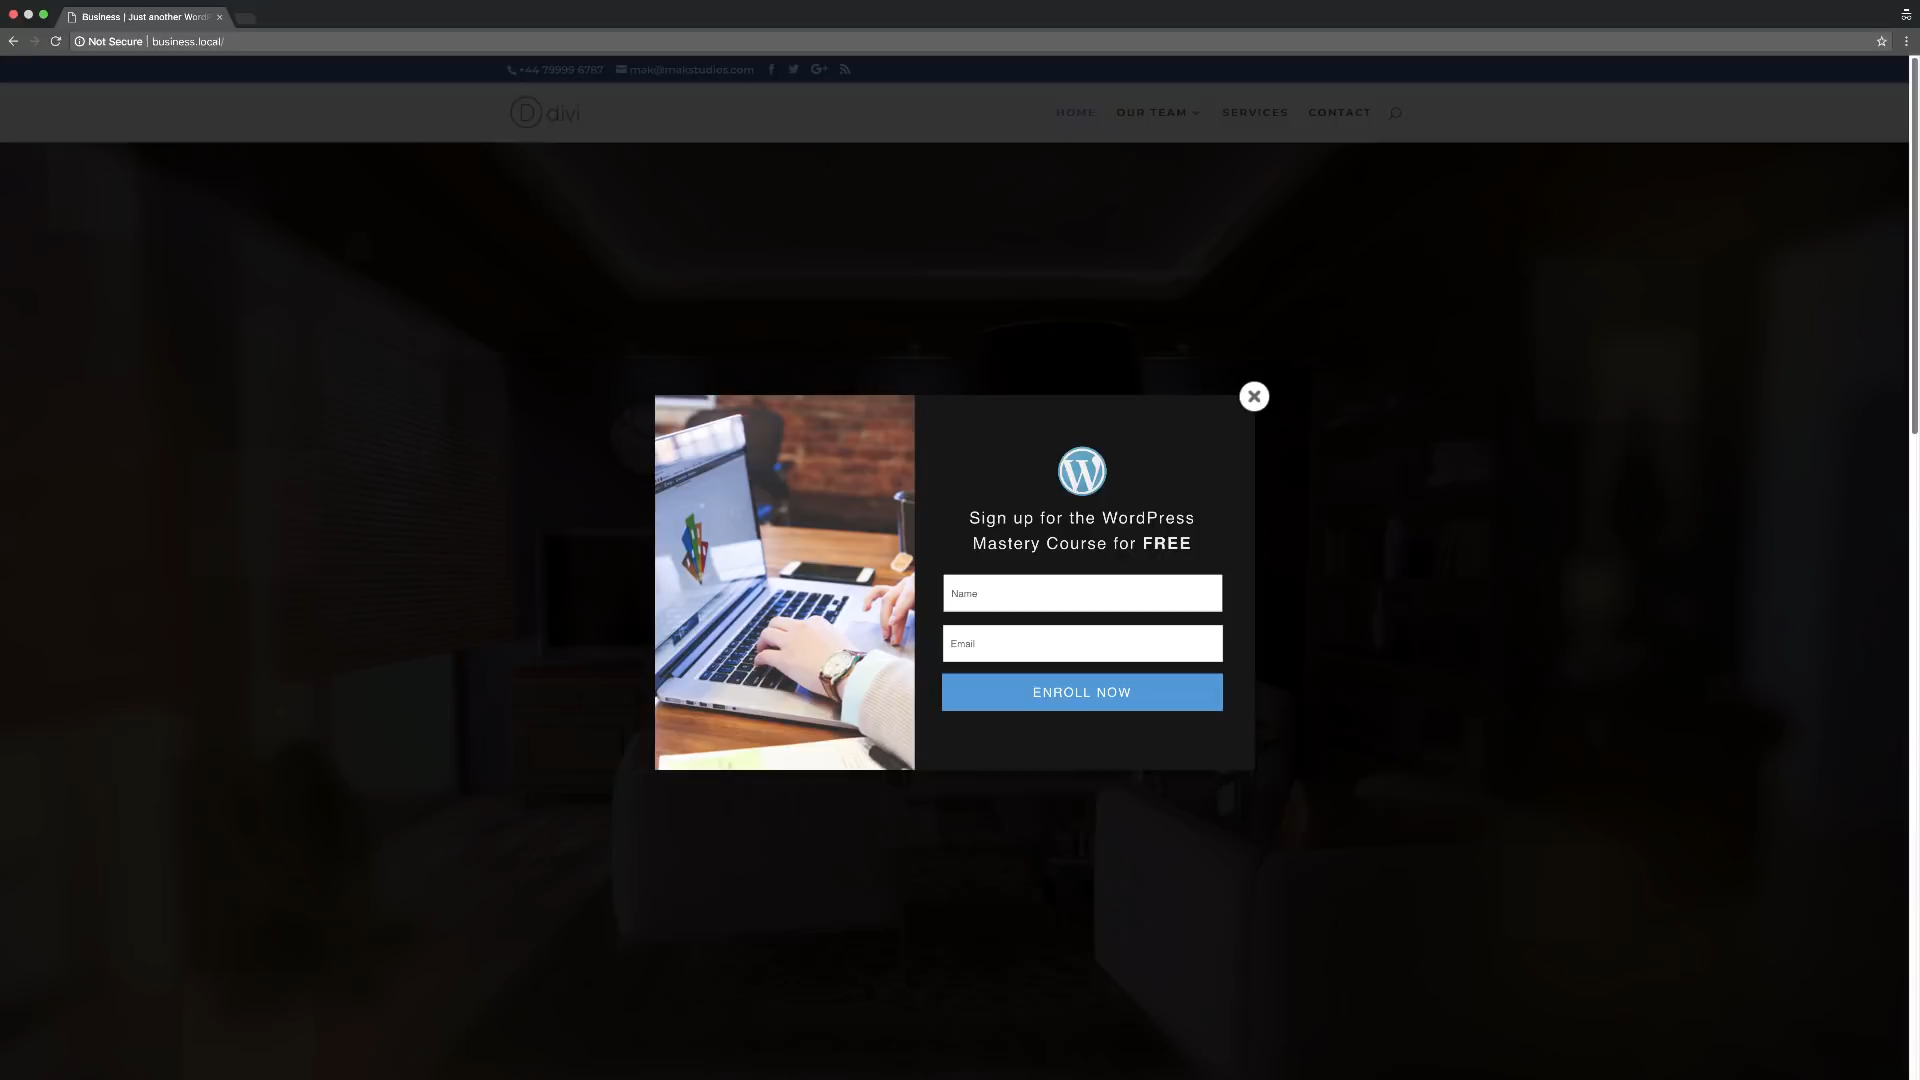 Business | Just another WordP
Not Secure | business.local/
+44 79999 6787 mak@makstudios.com
divi
HOME OUR TEAM SERVICES CONTACT
Sign up for the WordPress
Mastery Course for FREE
Name
Email
ENROLL NOW